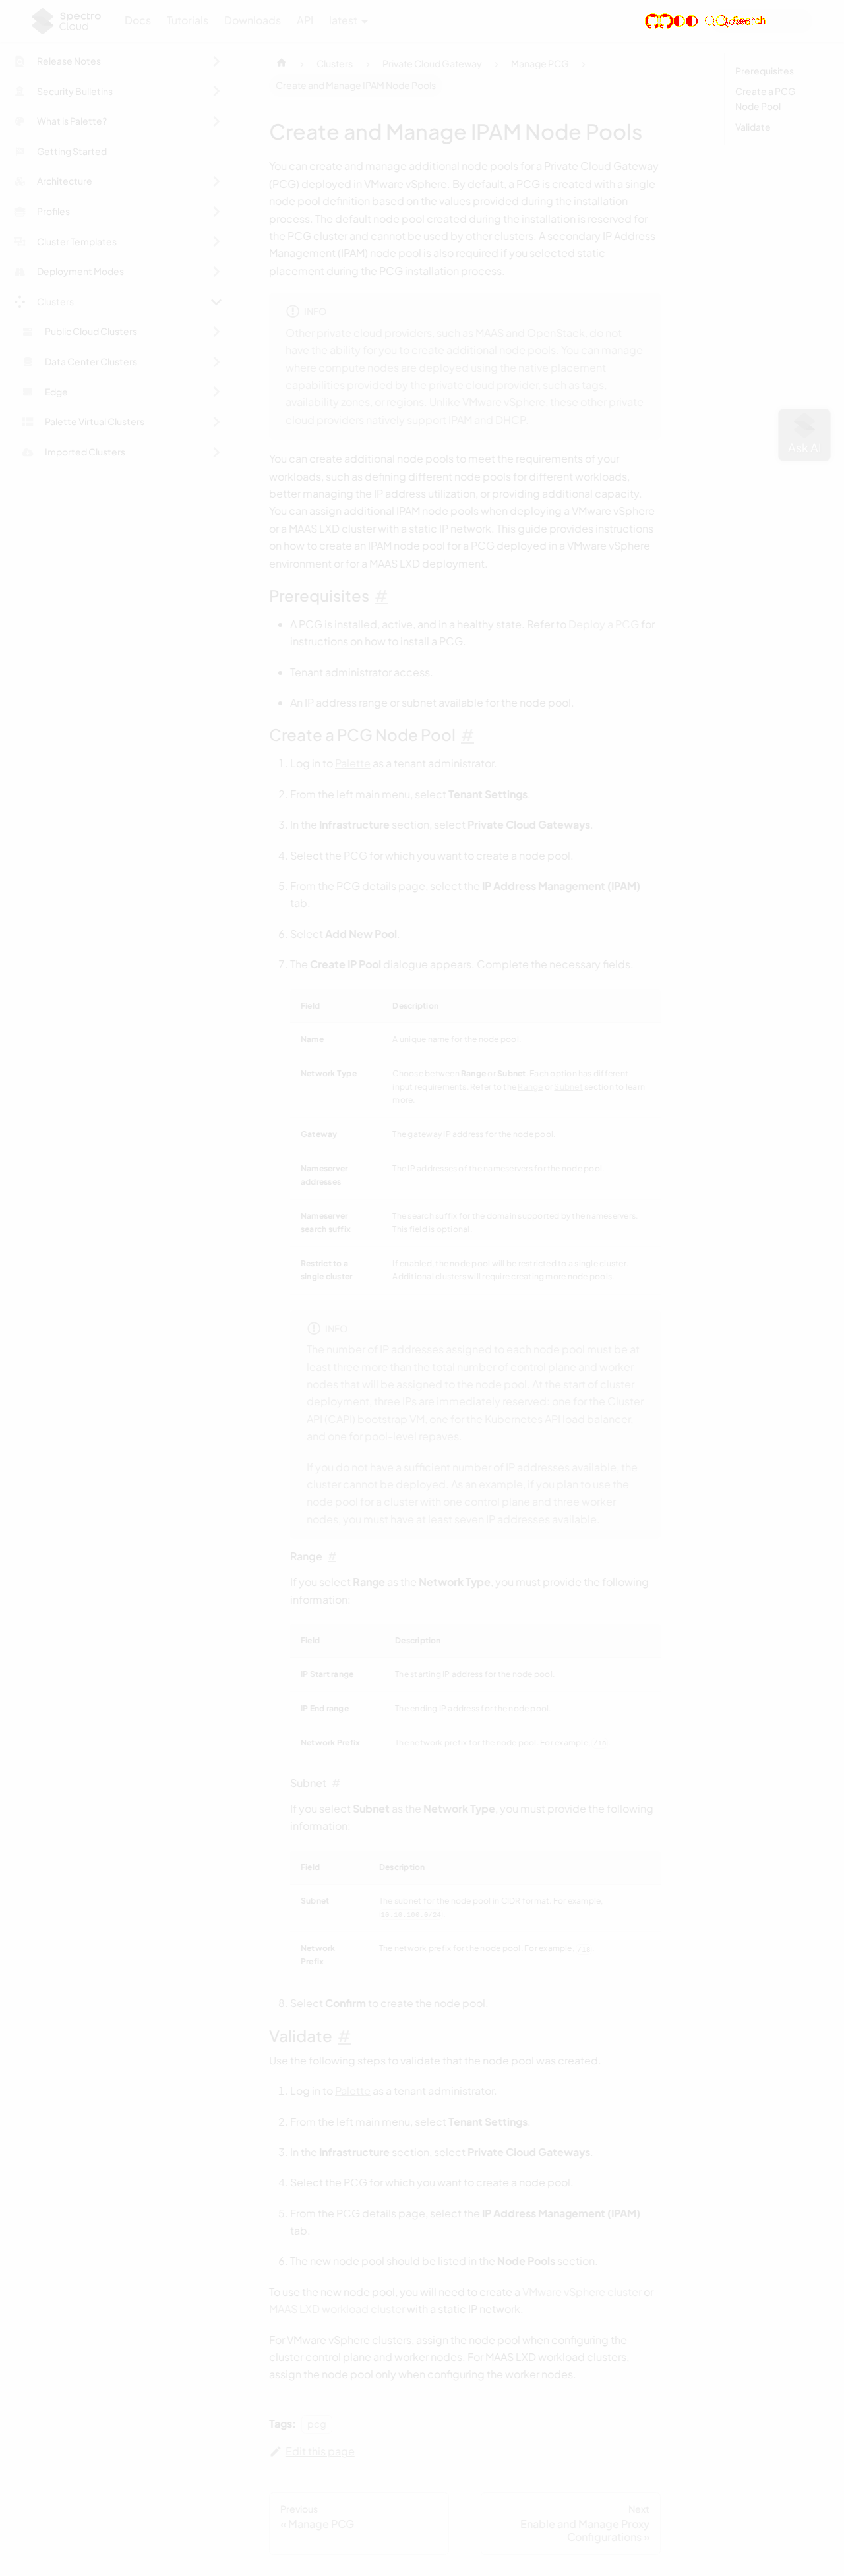 Spectro
Cloud
Docs
Tutorials
Downloads
API
latest
Search
Release Notes
Security Bulletins
What is Palette?
Getting Started
Architecture
Profiles
Cluster Templates
Deployment Modes
Clusters
Public Cloud Clusters
Data Center Clusters
Edge
Palette Virtual Clusters
Imported Clusters
Clusters
Private Cloud Gateway
Manage PCG
Create and Manage IPAM Node Pools
Prerequisites
Create a PCG
Node Pool
Validate
Ask AI
Create and Manage IPAM Node Pools
You can create and manage additional node pools for a Private Cloud Gateway
(PCG) deployed in VMware vSphere. By default, a PCG is created with a single
node pool definition based on the values provided during the installation
process. The default node pool created during the installation is reserved for
the PCG cluster and cannot be used by other clusters. A secondary IP Address
Management (IPAM) node pool is also required if you selected static
placement during the PCG installation process.
INFO
Other private cloud providers, such as MAAS and OpenStack, do not
have the ability for you to create additional node pools. You can manage
where compute nodes are deployed using the native placement
capabilities provided by the private cloud provider, such as tags,
availability zones, or regions. Unlike VMware vSphere, these other private
cloud providers natively support IPAM and DHCP.
You can create additional node pools to meet the requirements of your
workloads, such as defining different node pools for different workloads,
better managing the IP address utilization, or providing additional capacity.
You can assign additional IPAM node pools when deploying a VMware vSphere
or a MAAS LXD cluster with a static IP network. This guide provides instructions
on how to create an IPAM node pool for a PCG deployed in a VMware vSphere
environment or for a MAAS LXD deployment.
Prerequisites #
• A PCG is installed, active, and in a healthy state. Refer to Deploy a PCG for
instructions on how to install a PCG.
• Tenant administrator access.
• An IP address range or subnet available for the node pool.
Create a PCG Node Pool #
1. Log in to Palette as a tenant administrator.
2. From the left main menu, select Tenant Settings.
3. In the Infrastructure section, select Private Cloud Gateways.
4. Select the PCG for which you want to create a node pool.
5. From the PCG details page, select the IP Address Management (IPAM)
tab.
6. Select Add New Pool.
7. The Create IP Pool dialogue appears. Complete the necessary fields.
Field Description
Name A unique name for the node pool.
Network Type Choose between Range or Subnet. Each option has different
input requirements. Refer to the Range or Subnet section to learn
more.
Gateway The gateway IP address for the node pool.
Nameserver The IP addresses of the nameservers for the node pool.
addresses
Nameserver The search suffix for the domain supported by the nameservers.
search suffix This field is optional.
Restrict to a If enabled, the node pool will be restricted to a single cluster.
single cluster Additional clusters will require creating more node pools.
INFO
The number of IP addresses assigned to each node pool must be at
least three more than the total number of control plane and worker
nodes that will be assigned to the node pool. At the start of cluster
deployment, three IPs are immediately reserved: one for the Cluster
API (CAPI) bootstrap VM, one for the Kubernetes API load balancer,
and one for pool-level repaves.
If you do not have a sufficient number of IP addresses available, the
cluster cannot be deployed. As an example, if you plan to use the
node pool for a cluster with one control plane and three worker
nodes, you must have at least seven IP addresses available.
Range #
If you select Range as the Network Type, you must provide the following
information:
Field Description
IP Start range The starting IP address for the node pool.
IP End range The ending IP address for the node pool.
Network Prefix The network prefix for the node pool. For example, /18.
Subnet #
If you select Subnet as the Network Type, you must provide the following
information:
Field Description
Subnet The subnet for the node pool in CIDR format. For example,
10.10.100.0/24.
Network The network prefix for the node pool. For example, /18.
Prefix
8. Select Confirm to create the node pool.
Validate #
Use the following steps to validate that the node pool was created.
1. Log in to Palette as a tenant administrator.
2. From the left main menu, select Tenant Settings.
3. In the Infrastructure section, select Private Cloud Gateways.
4. Select the PCG for which you want to create a node pool.
5. From the PCG details page, select the IP Address Management (IPAM)
tab.
6. The new node pool should be listed in the Node Pools section.
To use the new node pool, you will need to create a VMware vSphere cluster or
MAAS LXD workload cluster with a static IP network.
For VMware vSphere clusters, assign the node pool when configuring the
cluster control plane and worker nodes. For MAAS LXD workload clusters,
assign the node pool only when configuring the worker nodes.
Tags: pcg
Edit this page
Previous
« Manage PCG
Next
Enable and Manage Proxy
Configurations »